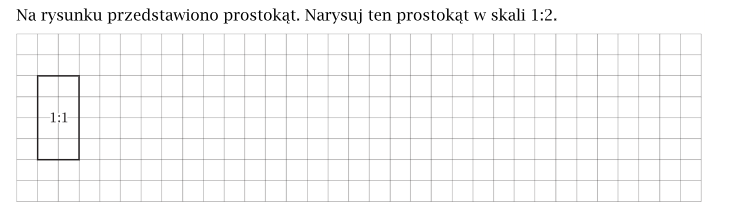 Na rysunku przedstawiono prostokąt. Narysuj ten prostokąt w skali 1:2.
1:1